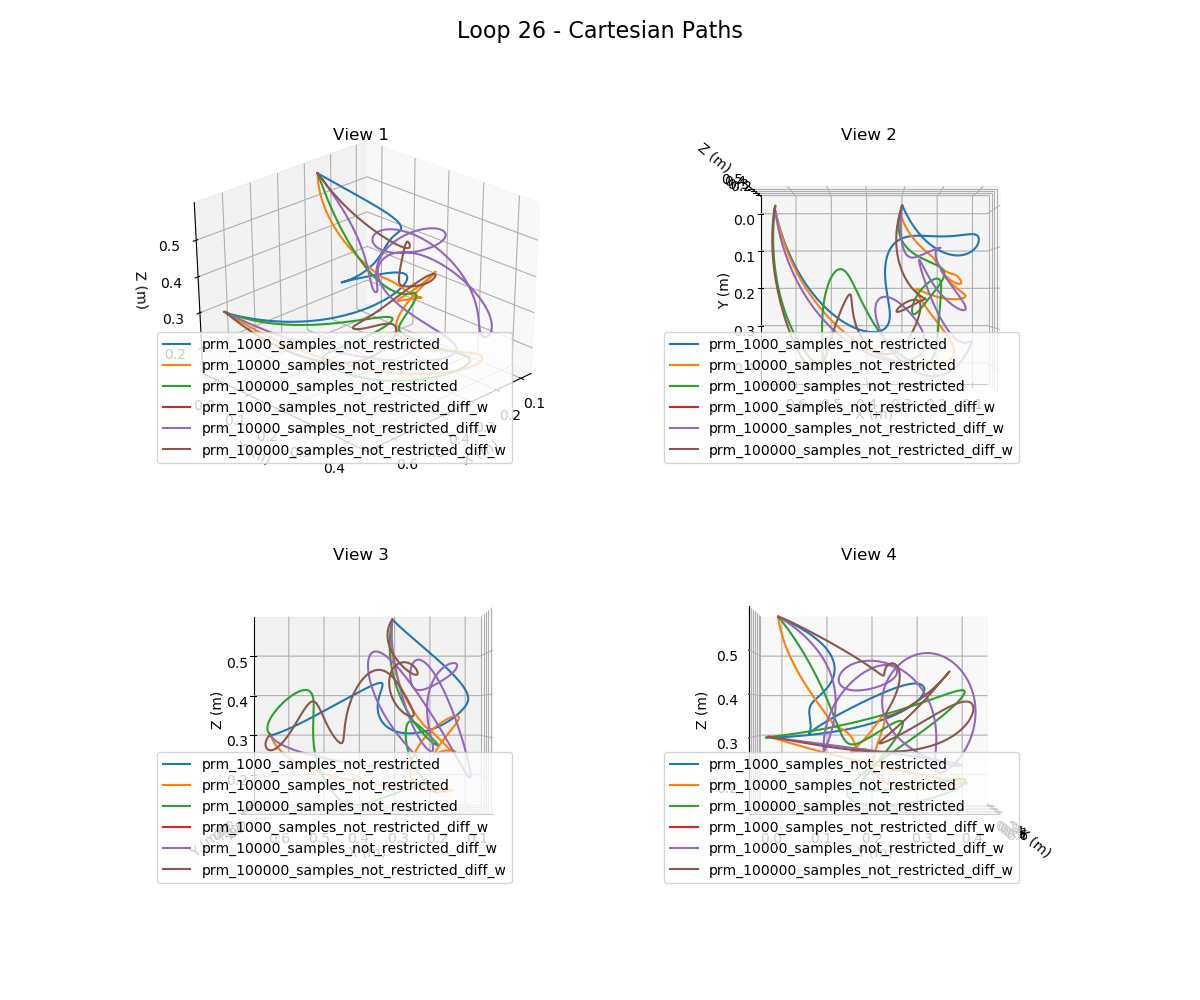 Loop 26 - Cartesian Paths
View 1
Z (m)
0.5
0.4
0.3
0.2
0.1
0.2
0.4
0.6
prm_1000_samples_not_restricted
prm_10000_samples_not_restricted
prm_100000_samples_not_restricted
prm_1000_samples_not_restricted_diff_w
prm_10000_samples_not_restricted_diff_w
prm_100000_samples_not_restricted_diff_w
View 2
Z (m)
Y (m)
0.0
0.1
0.2
0.3
X (m)
prm_1000_samples_not_restricted
prm_10000_samples_not_restricted
prm_100000_samples_not_restricted
prm_1000_samples_not_restricted_diff_w
prm_10000_samples_not_restricted_diff_w
prm_100000_samples_not_restricted_diff_w
View 3
Z (m)
0.5
0.4
0.3
prm_1000_samples_not_restricted
prm_10000_samples_not_restricted
prm_100000_samples_not_restricted
prm_1000_samples_not_restricted_diff_w
prm_10000_samples_not_restricted_diff_w
prm_100000_samples_not_restricted_diff_w
View 4
Z (m)
0.5
0.4
0.3
X (m)
prm_1000_samples_not_restricted
prm_10000_samples_not_restricted
prm_100000_samples_not_restricted
prm_1000_samples_not_restricted_diff_w
prm_10000_samples_not_restricted_diff_w
prm_100000_samples_not_restricted_diff_w